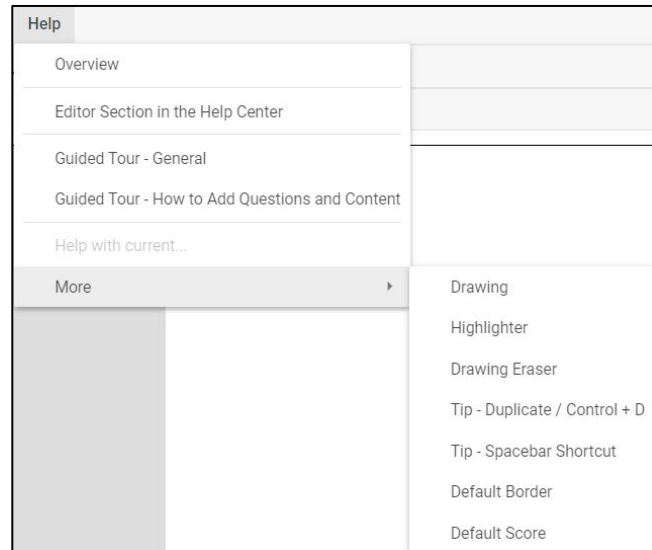 Help
Overview
Editor Section in the Help Center
Guided Tour - General
Guided Tour - How to Add Questions and Content
Help with current...
More
Drawing
Highlighter
Drawing Eraser
Tip - Duplicate / Control + D
Tip - Spacebar Shortcut
Default Border
Default Score